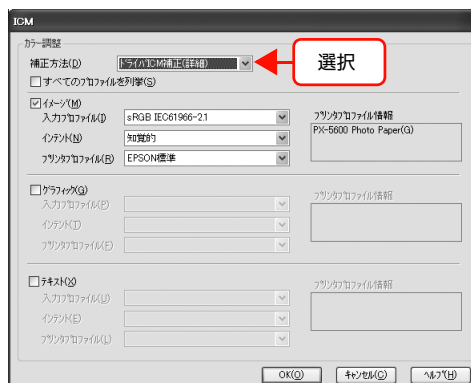 ICM
カラー調整
補正方法(D) ドライバICM補正(詳細) 選択
すべてのプロファイルを列挙(S)
イメージ(M)
入力プロファイル(I) sRGB IEC61966-2.1 プリンタプロファイル情報
インテント(N) 知覚的 PX-5600 Photo Paper(G)
プリンタプロファイル(R) EPSON標準
グラフィック(G) プリンタプロファイル情報
入力プロファイル(P)
インテント(T)
プリンタプロファイル(F)
テキスト(X) プリンタプロファイル情報
入力プロファイル(U)
インテント(E)
プリンタプロファイル(L)
OK(O) キャンセル(C) ヘルプ(H)